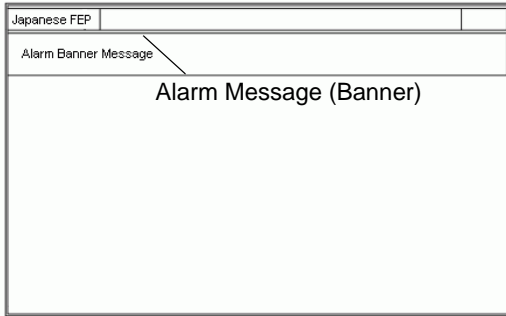 Japanese FEP
Alarm Banner Message
Alarm Message (Banner)